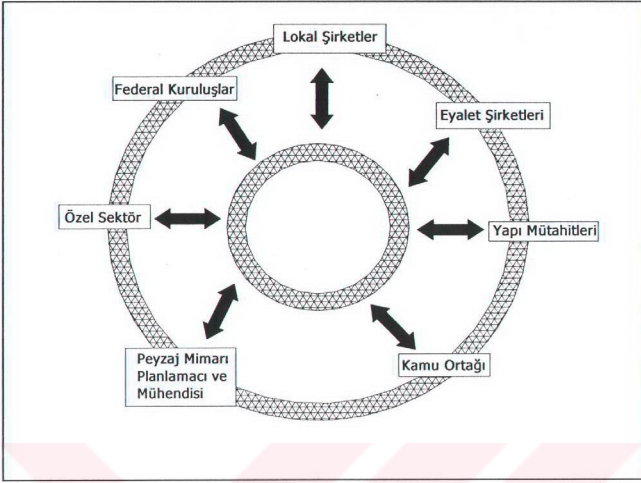 Lokal Şirketler
Federal Kuruluşlar
Eyalet Şirketleri
Özel Sektör
Yapı Mütahitleri
Peyzaj Mimarı
Planlamacı ve
Mühendisi
Kamu Ortağı